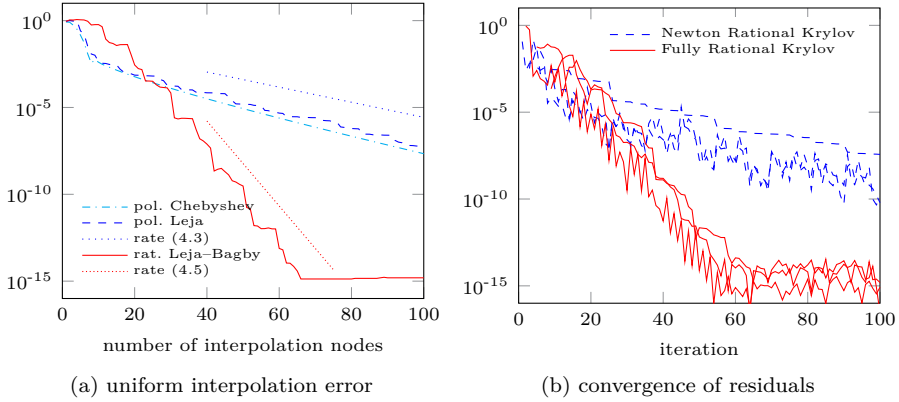 10^0
10^−5
10^−10
10^−15
pol. Chebyshev
pol. Leja
rate (4.3)
rat. Leja–Bagby
rate (4.5)
0 20 40 60 80 100
number of interpolation nodes
(a) uniform interpolation error
10^0
10^−5
10^−10
10^−15
Newton Rational Krylov
Fully Rational Krylov
0 20 40 60 80 100
iteration
(b) convergence of residuals